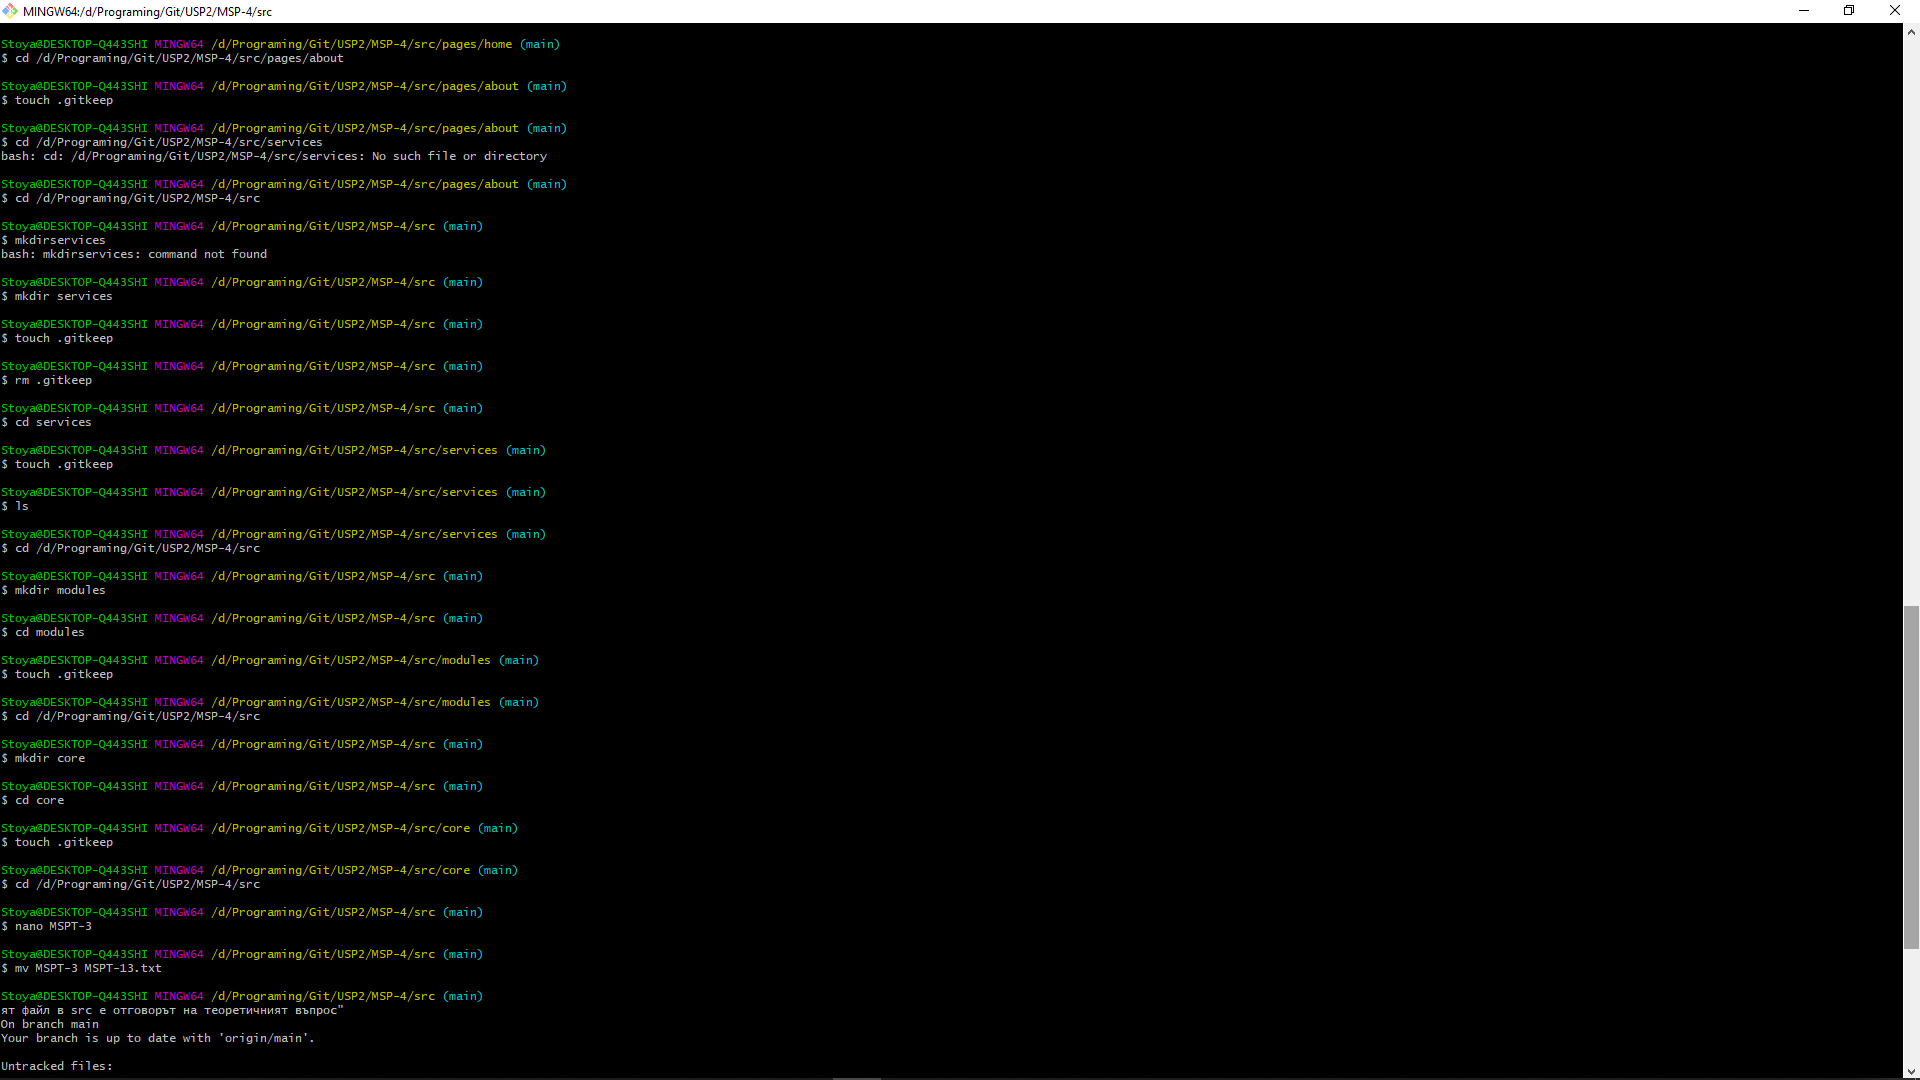 MINGW64:/d/Programing/Git/USP2/MSP-4/src
Stoya@DESKTOP-Q443SHI MINGW64 /d/Programing/Git/USP2/MSP-4/src/pages/home (main)
$ cd /d/Programing/Git/USP2/MSP-4/src/pages/about
Stoya@DESKTOP-Q443SHI MINGW64 /d/Programing/Git/USP2/MSP-4/src/pages/about (main)
$ touch .gitkeep
Stoya@DESKTOP-Q443SHI MINGW64 /d/Programing/Git/USP2/MSP-4/src/pages/about (main)
$ cd /d/Programing/Git/USP2/MSP-4/src/services
bash: cd: /d/Programing/Git/USP2/MSP-4/src/services: No such file or directory
Stoya@DESKTOP-Q443SHI MINGW64 /d/Programing/Git/USP2/MSP-4/src/pages/about (main)
$ cd /d/Programing/Git/USP2/MSP-4/src
Stoya@DESKTOP-Q443SHI MINGW64 /d/Programing/Git/USP2/MSP-4/src (main)
$ mkdirservices
bash: mkdirservices: command not found
Stoya@DESKTOP-Q443SHI MINGW64 /d/Programing/Git/USP2/MSP-4/src (main)
$ mkdir services
Stoya@DESKTOP-Q443SHI MINGW64 /d/Programing/Git/USP2/MSP-4/src (main)
$ touch .gitkeep
Stoya@DESKTOP-Q443SHI MINGW64 /d/Programing/Git/USP2/MSP-4/src (main)
$ rm .gitkeep
Stoya@DESKTOP-Q443SHI MINGW64 /d/Programing/Git/USP2/MSP-4/src (main)
$ cd services
Stoya@DESKTOP-Q443SHI MINGW64 /d/Programing/Git/USP2/MSP-4/src/services (main)
$ touch .gitkeep
Stoya@DESKTOP-Q443SHI MINGW64 /d/Programing/Git/USP2/MSP-4/src/services (main)
$ ls
Stoya@DESKTOP-Q443SHI MINGW64 /d/Programing/Git/USP2/MSP-4/src/services (main)
$ cd /d/Programing/Git/USP2/MSP-4/src
Stoya@DESKTOP-Q443SHI MINGW64 /d/Programing/Git/USP2/MSP-4/src (main)
$ mkdir modules
Stoya@DESKTOP-Q443SHI MINGW64 /d/Programing/Git/USP2/MSP-4/src (main)
$ cd modules
Stoya@DESKTOP-Q443SHI MINGW64 /d/Programing/Git/USP2/MSP-4/src/modules (main)
$ touch .gitkeep
Stoya@DESKTOP-Q443SHI MINGW64 /d/Programing/Git/USP2/MSP-4/src/modules (main)
$ cd /d/Programing/Git/USP2/MSP-4/src
Stoya@DESKTOP-Q443SHI MINGW64 /d/Programing/Git/USP2/MSP-4/src (main)
$ mkdir core
Stoya@DESKTOP-Q443SHI MINGW64 /d/Programing/Git/USP2/MSP-4/src (main)
$ cd core
Stoya@DESKTOP-Q443SHI MINGW64 /d/Programing/Git/USP2/MSP-4/src/core (main)
$ touch .gitkeep
Stoya@DESKTOP-Q443SHI MINGW64 /d/Programing/Git/USP2/MSP-4/src/core (main)
$ cd /d/Programing/Git/USP2/MSP-4/src
Stoya@DESKTOP-Q443SHI MINGW64 /d/Programing/Git/USP2/MSP-4/src (main)
$ nano MSPT-3
Stoya@DESKTOP-Q443SHI MINGW64 /d/Programing/Git/USP2/MSP-4/src (main)
$ mv MSPT-3 MSPT-13.txt
Stoya@DESKTOP-Q443SHI MINGW64 /d/Programing/Git/USP2/MSP-4/src (main)
ят файл в src е отговорът на теоретичният въпрос"
On branch main
Your branch is up to date with 'origin/main'.
Untracked files: